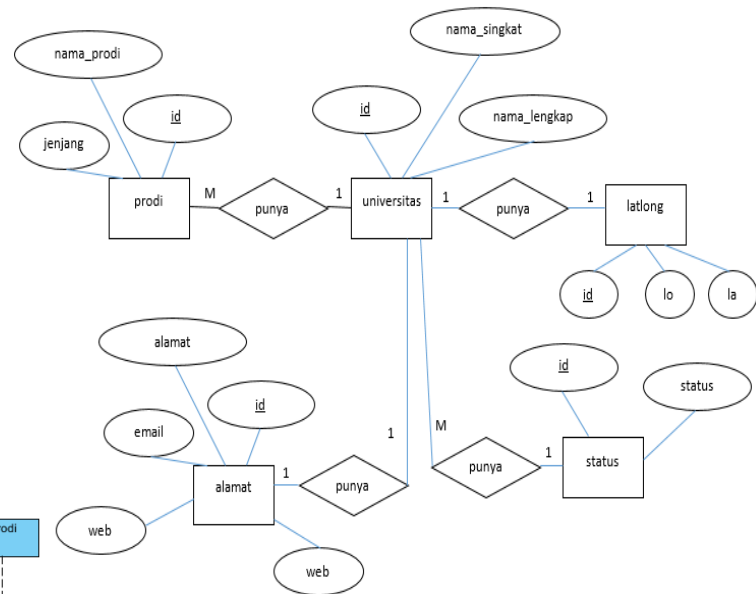 nama_singkat
nama_prodi
id
id
nama_lengkap
jenjang
prodi
M
punya
1
universitas
1
punya
1
latlong
id
lo
la
alamat
id
status
id
email
1
M
alamat
1
punya
punya
1
status
web
web